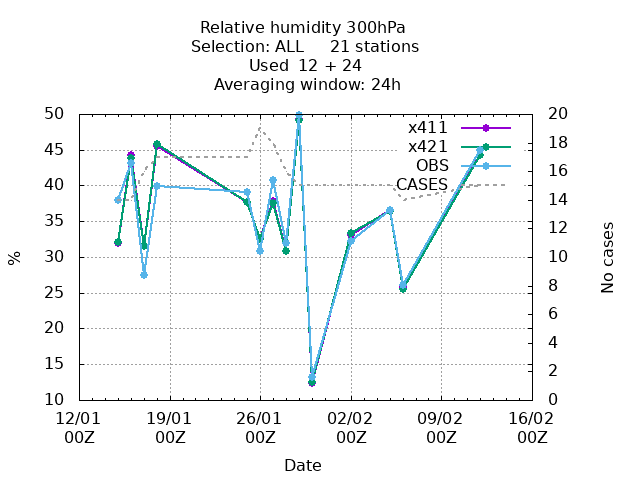 Relative humidity 300hPa
Selection: ALL     21 stations
Used  12 + 24
Averaging window: 24h
50 20
x411
18
45
x421
16
OBS
40 CASES
14
35
12
%
No cases
30 10
8
25
6
20
4
15
2
10 0
12/01 19/01 26/01 02/02 09/02 16/02
00Z 00Z 00Z 00Z 00Z 00Z
Date